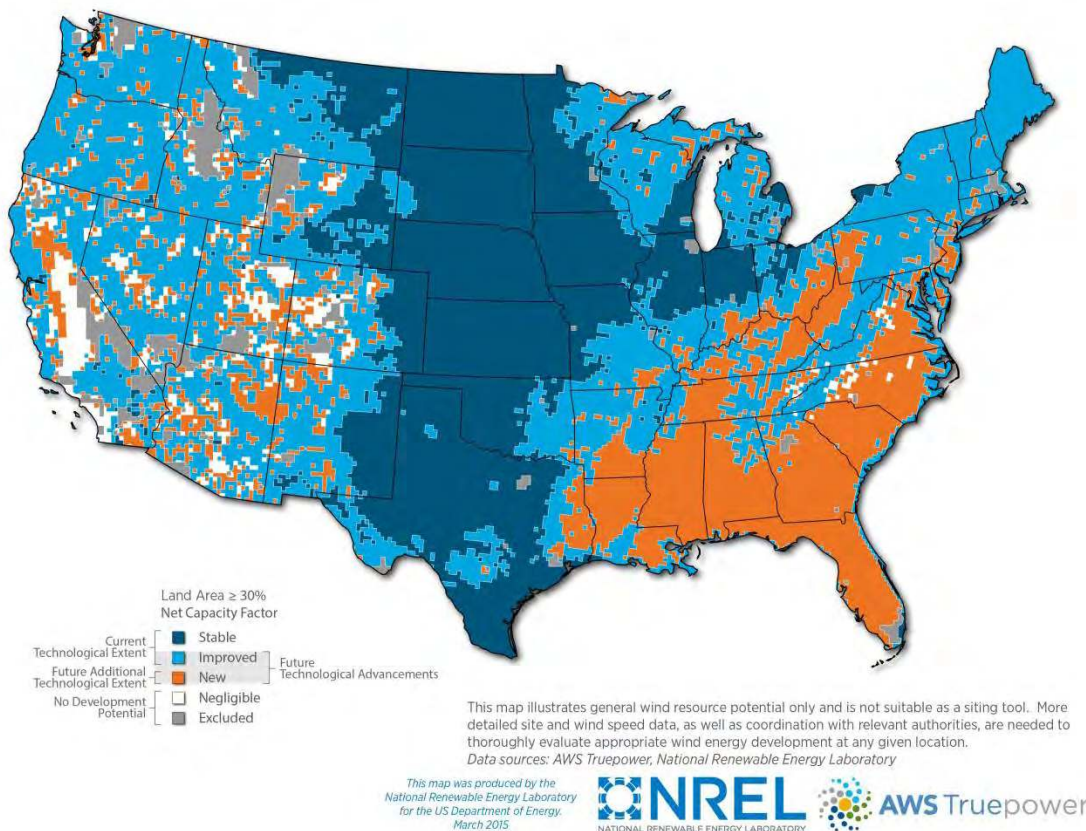 Land Area ≥ 30%
Net Capacity Factor
Current
Technological Extent
Stable
Improved
Future Additional
Technological Extent
New
Future
Technological Advancements
No Development
Potential
Negligible
Excluded
This map illustrates general wind resource potential only and is not suitable as a siting tool. More
detailed site and wind speed data, as well as coordination with relevant authorities, are needed to
thoroughly evaluate appropriate wind energy development at any given location.
Data sources: AWS Truepower, National Renewable Energy Laboratory
This map was produced by the
National Renewable Energy Laboratory
for the US Department of Energy.
March 2015
NREL
NATIONAL RENEWABLE ENERGY LABORATORY
AWS Truepower